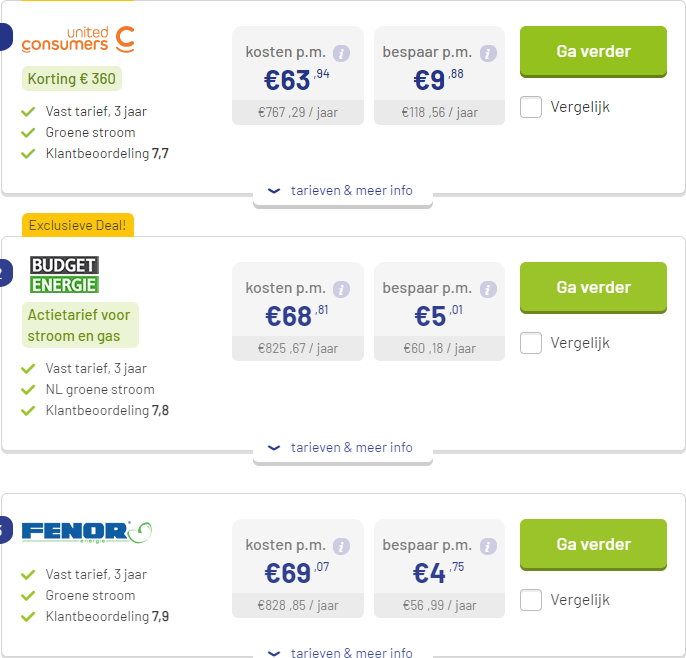 united
consumers
Korting € 360
Vast tarief, 3 jaar
Groene stroom
Klantbeoordeling 7,7
kosten p.m. i
€63,94
€767 ,29 / jaar
bespaar p.m. i
€9,88
€118 ,56 / jaar
Ga verder
Vergelijk
tarieven & meer info
Exclusieve Deal!
2
BUDGET
ENERGIE
Actietarief voor
stroom en gas
Vast tarief, 3 jaar
NL groene stroom
Klantbeoordeling 7,8
kosten p.m. i
€68,81
€825 ,67 / jaar
bespaar p.m. i
€5,01
€60 ,18 / jaar
Ga verder
Vergelijk
tarieven & meer info
FENOR
energie
Vast tarief, 3 jaar
Groene stroom
Klantbeoordeling 7,9
kosten p.m. i
€69,07
€828 ,85 / jaar
bespaar p.m. i
€4,75
€56 ,99 / jaar
Ga verder
Vergelijk
tarieven & meer info